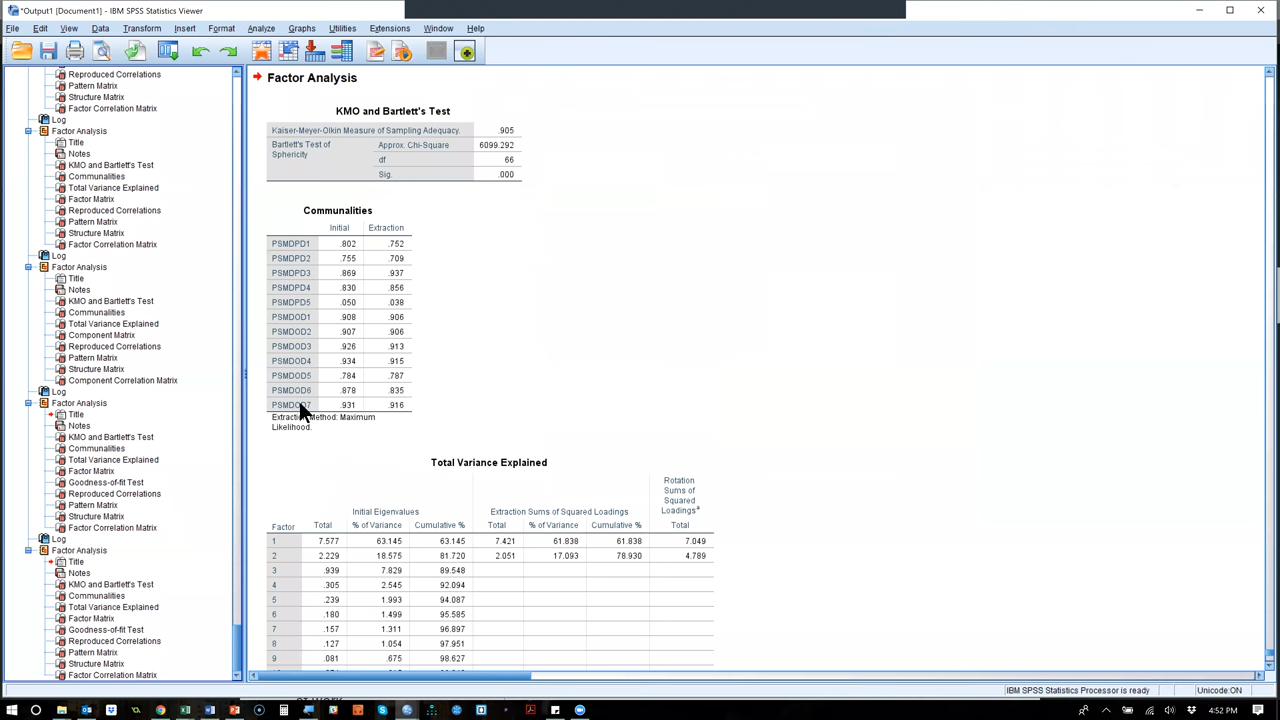 *Output1 [Document1] - IBM SPSS Statistics Viewer
File Edit View Data Transform Insert Format Analyze Graphs Utilities Extensions Window Help
Reproduced Correlations
Pattern Matrix
Structure Matrix
Factor Correlation Matrix
Log
Factor Analysis
Title
Notes
KMO and Bartlett's Test
Communalities
Total Variance Explained
Factor Matrix
Reproduced Correlations
Pattern Matrix
Structure Matrix
Factor Correlation Matrix
Log
Factor Analysis
Title
Notes
KMO and Bartlett's Test
Communalities
Total Variance Explained
Component Matrix
Reproduced Correlations
Pattern Matrix
Structure Matrix
Component Correlation Matrix
Log
Factor Analysis
Title
Notes
KMO and Bartlett's Test
Communalities
Total Variance Explained
Factor Matrix
Goodness-of-fit Test
Reproduced Correlations
Pattern Matrix
Structure Matrix
Factor Correlation Matrix
Log
Factor Analysis
Title
Notes
KMO and Bartlett's Test
Communalities
Total Variance Explained
Factor Matrix
Goodness-of-fit Test
Reproduced Correlations
Pattern Matrix
Structure Matrix
Factor Correlation Matrix
Factor Analysis
KMO and Bartlett's Test
Kaiser-Meyer-Olkin Measure of Sampling Adequacy. .905
Bartlett's Test of Sphericity Approx. Chi-Square 6099.292
df 66
Sig. .000
Communalities
Initial Extraction
PSMDPD1 .802 .752
PSMDPD2 .755 .709
PSMDPD3 .869 .937
PSMDPD4 .830 .856
PSMDPD5 .050 .038
PSMDOD1 .908 .906
PSMDOD2 .907 .906
PSMDOD3 .926 .913
PSMDOD4 .934 .915
PSMDOD5 .784 .787
PSMDOD6 .878 .835
PSMDOD7 .931 .916
Extraction Method: Maximum
Likelihood.
Total Variance Explained
Initial Eigenvalues Extraction Sums of Squared Loadings Rotation Sums of Squared Loadings^a
Factor Total % of Variance Cumulative % Total % of Variance Cumulative % Total
1 7.577 63.145 63.145 7.421 61.838 61.838 7.049
2 2.229 18.575 81.720 2.051 17.093 78.930 4.789
3 .939 7.829 89.548
4 .305 2.545 92.094
5 .239 1.993 94.087
6 .180 1.499 95.585
7 .157 1.311 96.897
8 .127 1.054 97.951
9 .081 .675 98.627
IBM SPSS Statistics Processor is ready Unicode:ON
4:52 PM